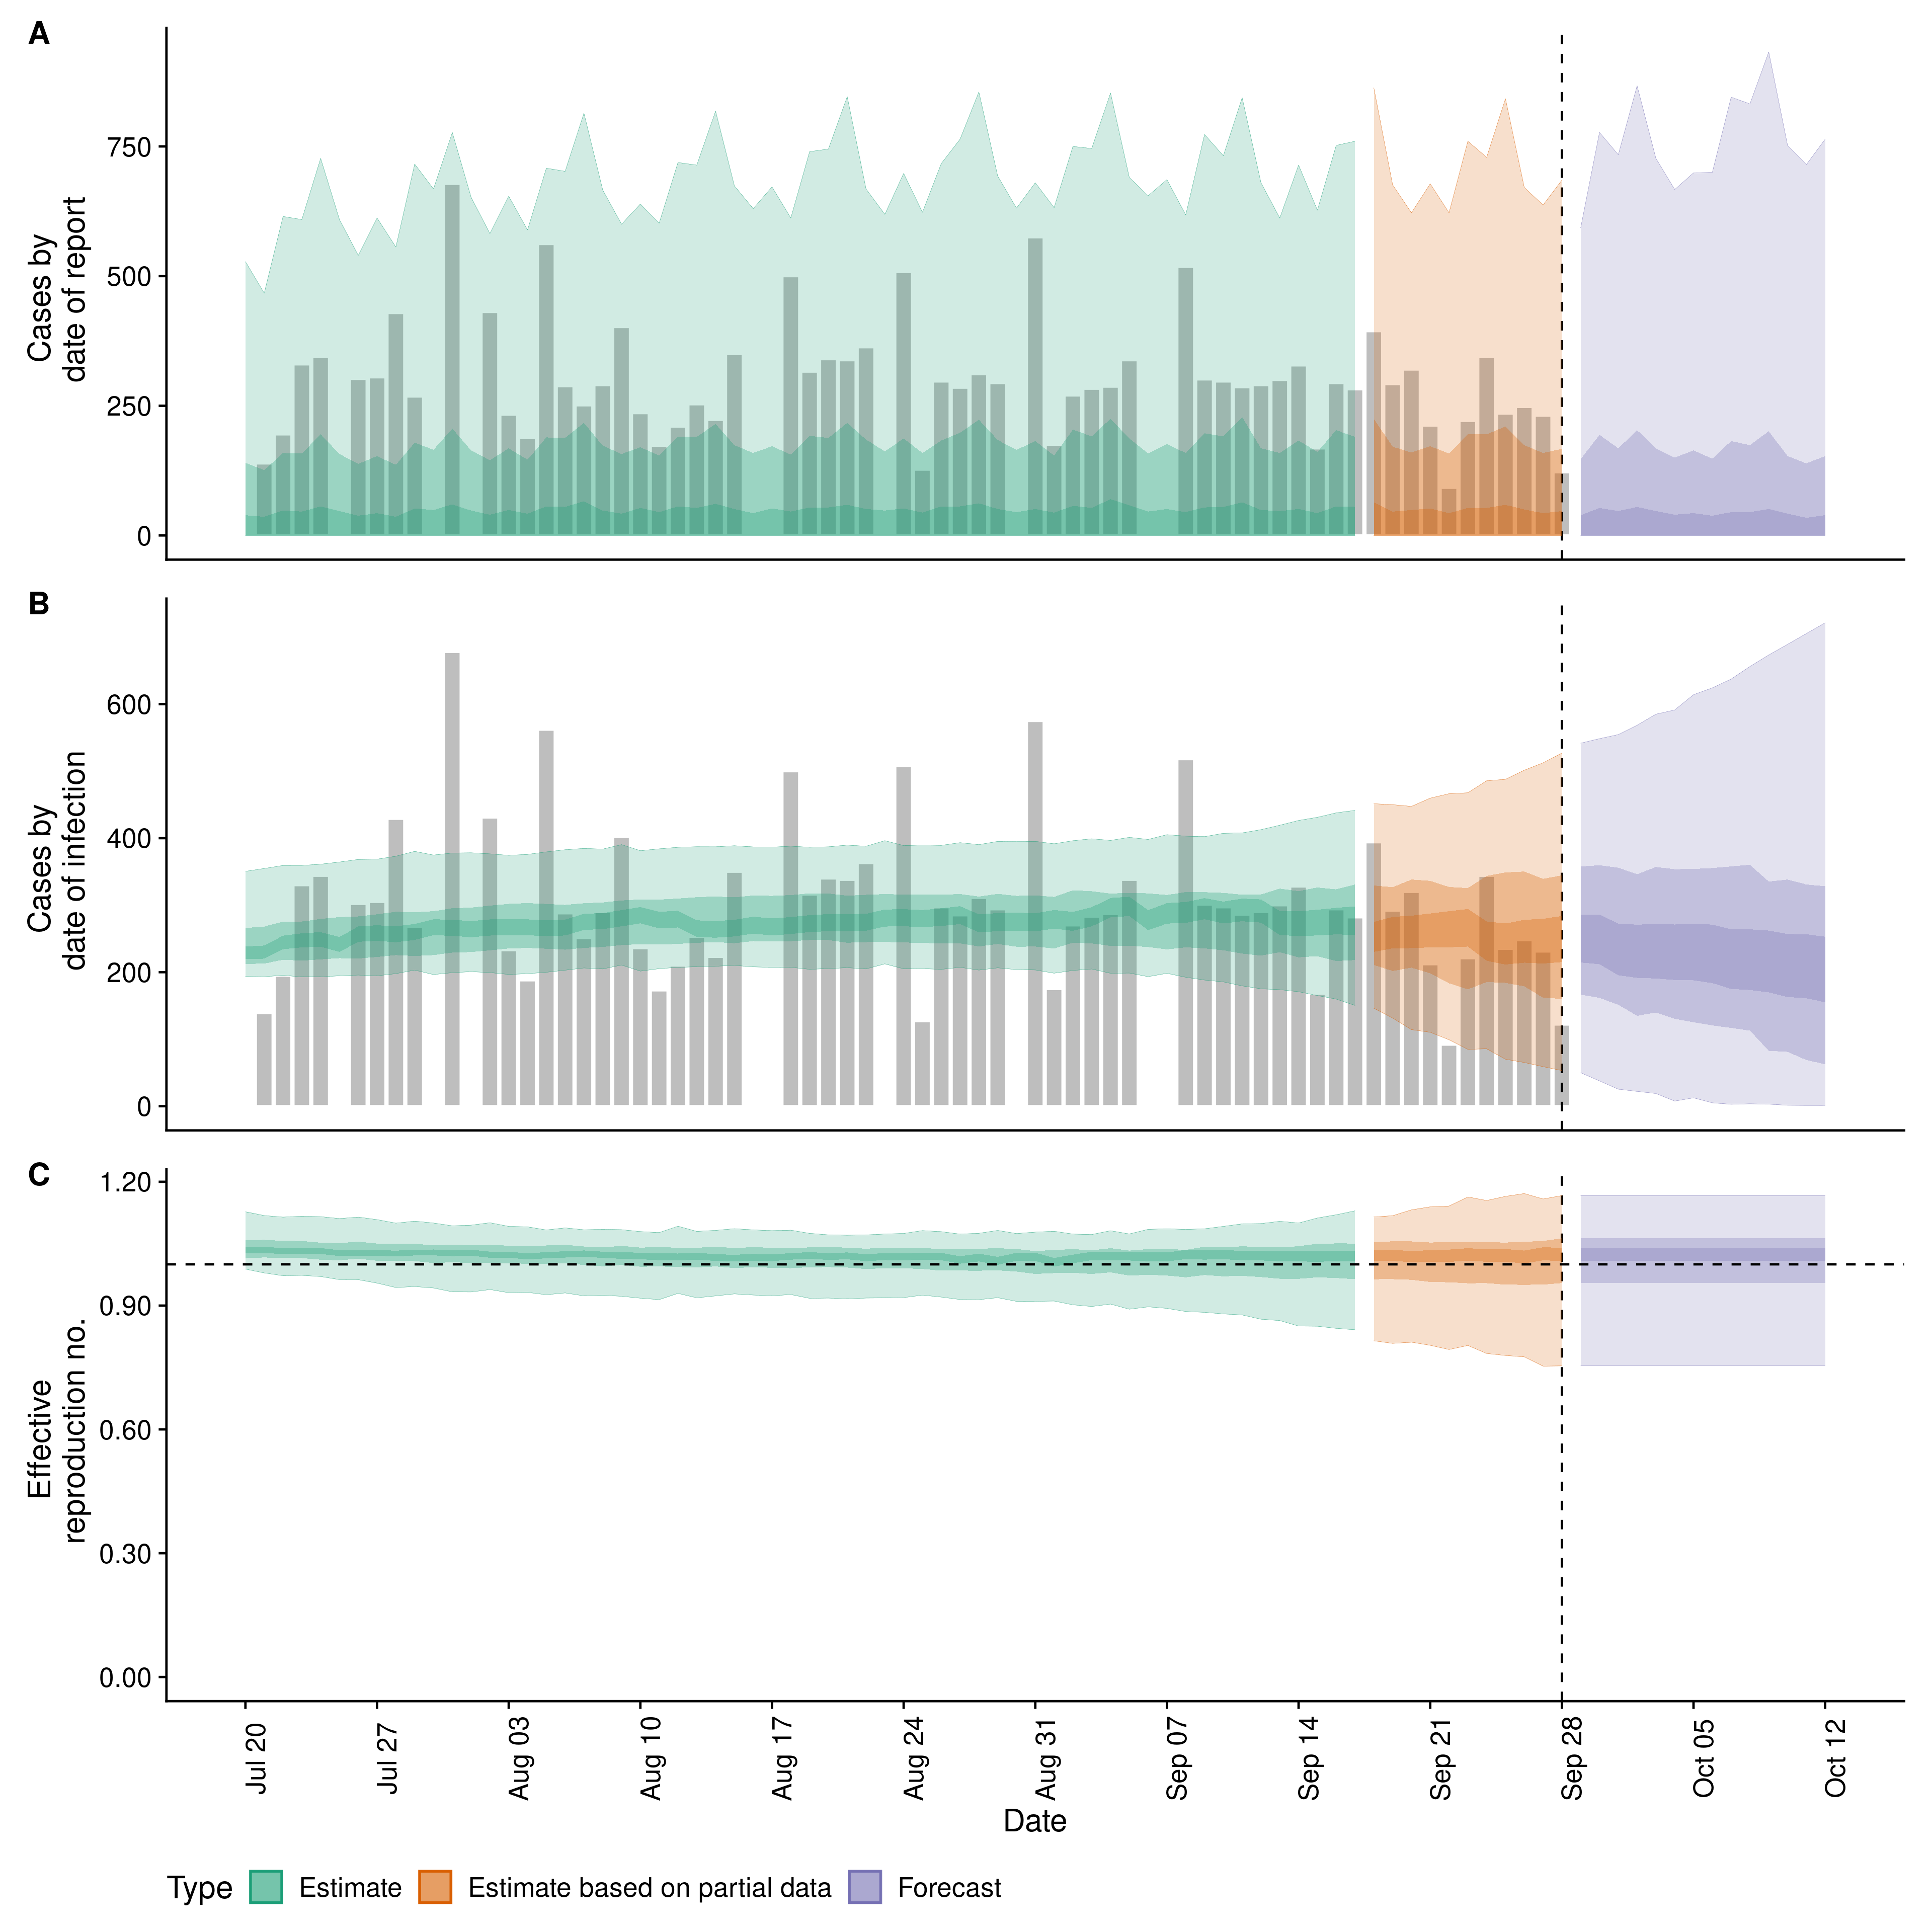 A
Cases by
date of report
750
500
250
0
B
Cases by
date of infection
600
400
200
0
C
Effective
reproduction no.
1.20
0.90
0.60
0.30
0.00
Jul 20
Jul 27
Aug 03
Aug 10
Aug 17
Aug 24
Aug 31
Sep 07
Sep 14
Sep 21
Sep 28
Oct 05
Oct 12
Date
Type Estimate Estimate based on partial data Forecast